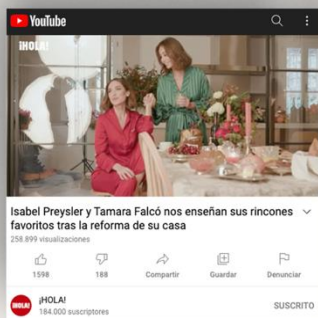 YouTube
¡HOLA!
Isabel Preysler y Tamara Falcó nos enseñan sus rincones
favoritos tras la reforma de su casa
258.899 visualizaciones
1598
188
Compartir
Guardar
Denunciar
¡HOLA!
¡HOLA!
184.000 suscriptores
SUSCRITO